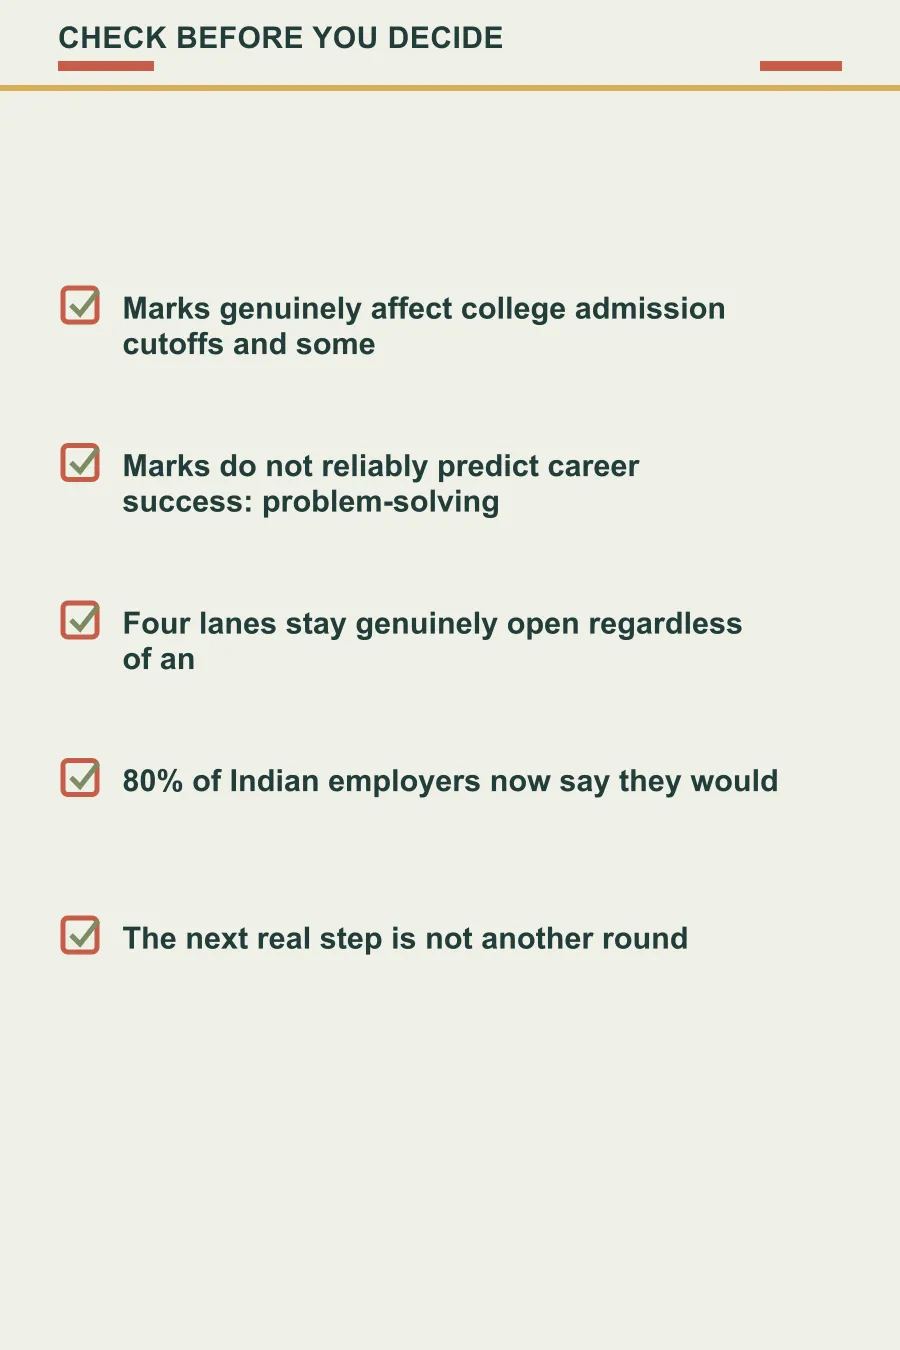 CHECK BEFORE YOU DECIDE
Marks genuinely affect college admission
cutoffs and some
Marks do not reliably predict career
success: problem-solving
Four lanes stay genuinely open regardless
of an
80% of Indian employers now say they would
The next real step is not another round